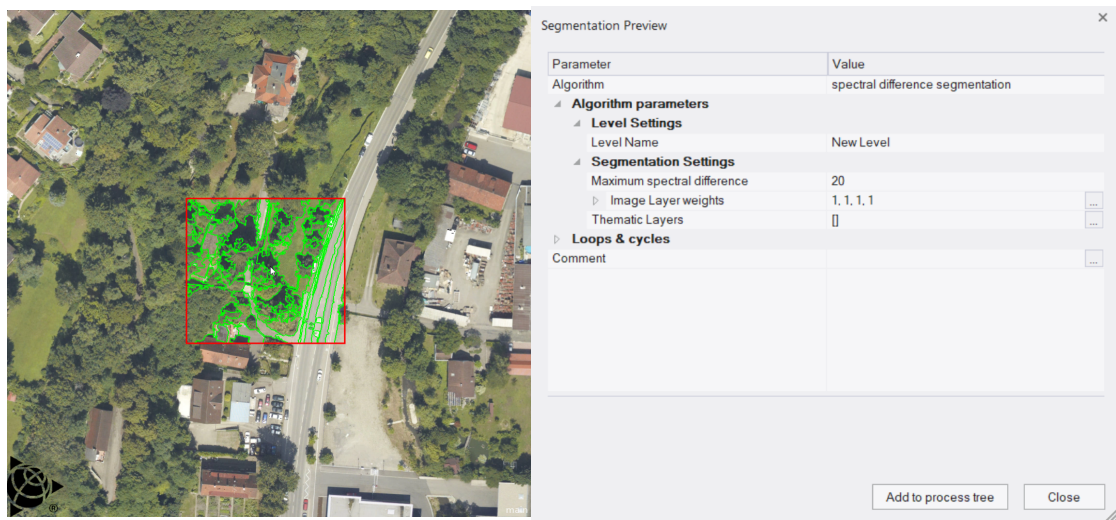 Segmentation Preview
Parameter Value
Algorithm spectral difference segmentation
Algorithm parameters
Level Settings
Level Name New Level
Segmentation Settings
Maximum spectral difference 20
Image Layer weights 1, 1, 1, 1 ...
Thematic Layers [] ...
Loops & cycles
Comment ...
Add to process tree Close
®